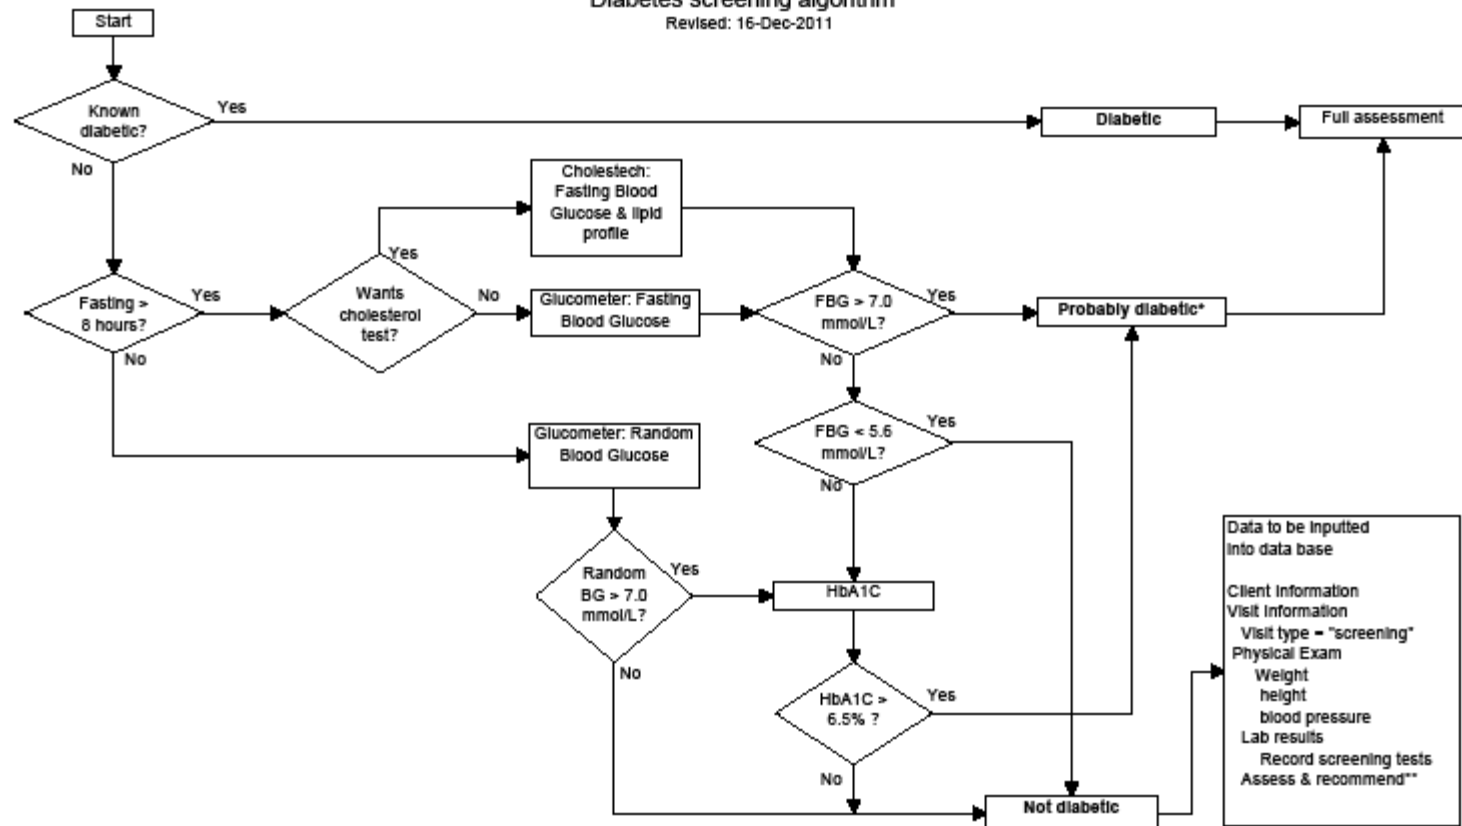 Diabetes screening algorithm
Revised: 16-Dec-2011
Start
Known
diabetic?
Yes
No
Diabetic
Full assessment
Cholestech:
Fasting Blood
Glucose & lipid
profile
Fasting >
8 hours?
Yes
No
Wants
cholesterol
test?
Yes
No
Glucometer: Fasting
Blood Glucose
FBG > 7.0
mmol/L?
Yes
No
Probably diabetic*
FBG < 5.6
mmol/L?
Yes
No
Glucometer: Random
Blood Glucose
Random
BG > 7.0
mmol/L?
Yes
No
HbA1C
HbA1C >
6.5% ?
Yes
No
Not diabetic
Data to be inputted
into data base
Client Information
Visit Information
Visit type = "screening"
Physical Exam
Weight
height
blood pressure
Lab results
Record screening tests
Assess & recommend**